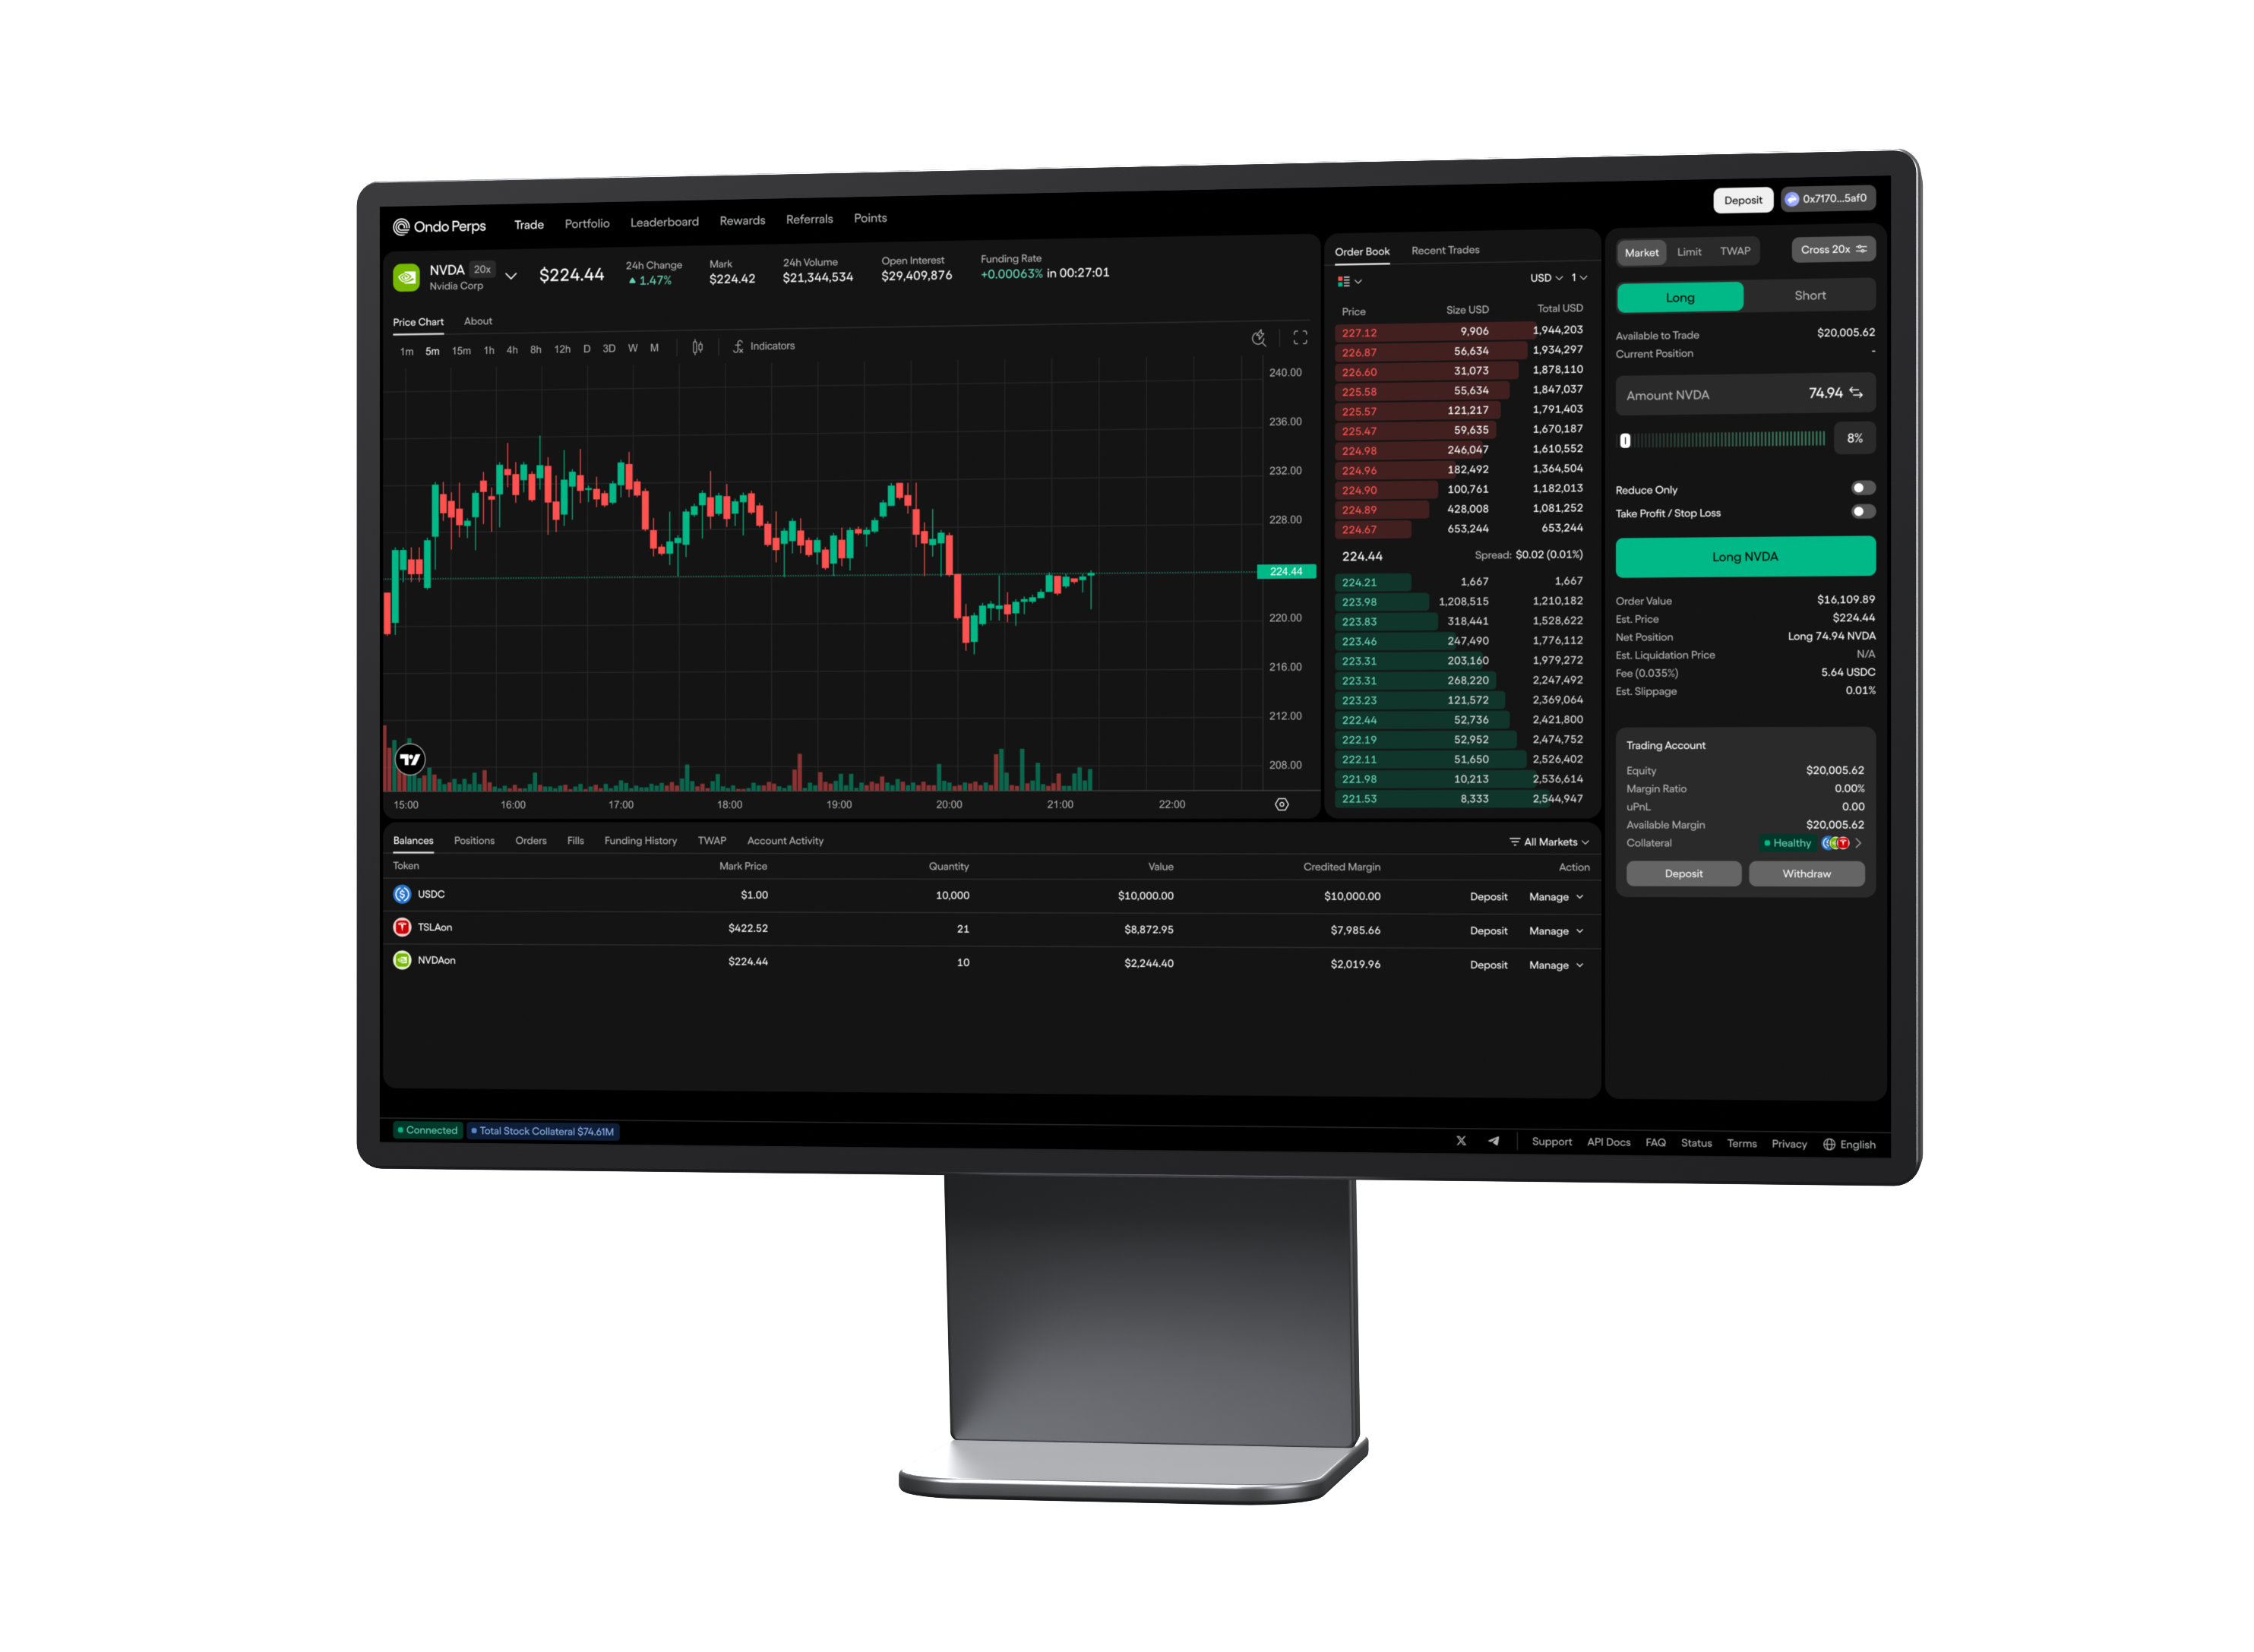 Ondo Perps Trade Portfolio Leaderboard Rewards Referrals Points Deposit 0x7170...5af0
NVDA 20x
Nvidia Corp
$224.44
24h Change
1.47%
Mark
$224.42
24h Volume
$21,344,534
Open Interest
$29,409,876
Funding Rate
+0.00063% in 00:27:01
Price Chart About
1m 5m 15m 1h 4h 8h 12h D 3D W M Indicators
240.00
236.00
232.00
228.00
224.44
220.00
216.00
212.00
208.00
15:00 16:00 17:00 18:00 19:00 20:00 21:00 22:00
Order Book Recent Trades
USD 1
Price Size USD Total USD
227.12 9,906 1,944,203
226.87 56,634 1,934,297
226.60 31,073 1,878,110
225.58 55,634 1,847,037
225.57 121,217 1,791,403
225.47 59,635 1,670,187
224.98 246,047 1,610,552
224.96 182,492 1,364,504
224.90 100,761 1,182,013
224.89 428,008 1,081,252
224.67 653,244 653,244
224.44 Spread: $0.02 (0.01%)
224.21 1,667 1,667
223.98 1,208,515 1,210,182
223.83 318,441 1,528,622
223.46 247,490 1,776,112
223.31 203,160 1,979,272
223.31 268,220 2,247,492
223.23 121,572 2,369,064
222.44 52,736 2,421,800
222.19 52,952 2,474,752
222.11 51,650 2,526,402
221.98 10,213 2,536,614
221.53 8,333 2,544,947
Market Limit TWAP Cross 20x
Long Short
Available to Trade $20,005.62
Current Position -
Amount NVDA 74.94
8%
Reduce Only
Take Profit / Stop Loss
Long NVDA
Order Value $16,109.89
Est. Price $224.44
Net Position Long 74.94 NVDA
Est. Liquidation Price N/A
Fee (0.035%) 5.64 USDC
Est. Slippage 0.01%
Trading Account
Equity $20,005.62
Margin Ratio 0.00%
uPnL 0.00
Available Margin $20,005.62
Collateral Healthy
Deposit Withdraw
Balances Positions Orders Fills Funding History TWAP Account Activity All Markets
Token Mark Price Quantity Value Credited Margin Action
USDC $1.00 10,000 $10,000.00 $10,000.00 Deposit Manage
TSLAon $422.52 21 $8,872.95 $7,985.66 Deposit Manage
NVDAon $224.44 10 $2,244.40 $2,019.96 Deposit Manage
Connected Total Stock Collateral $74.61M
Support API Docs FAQ Status Terms Privacy English